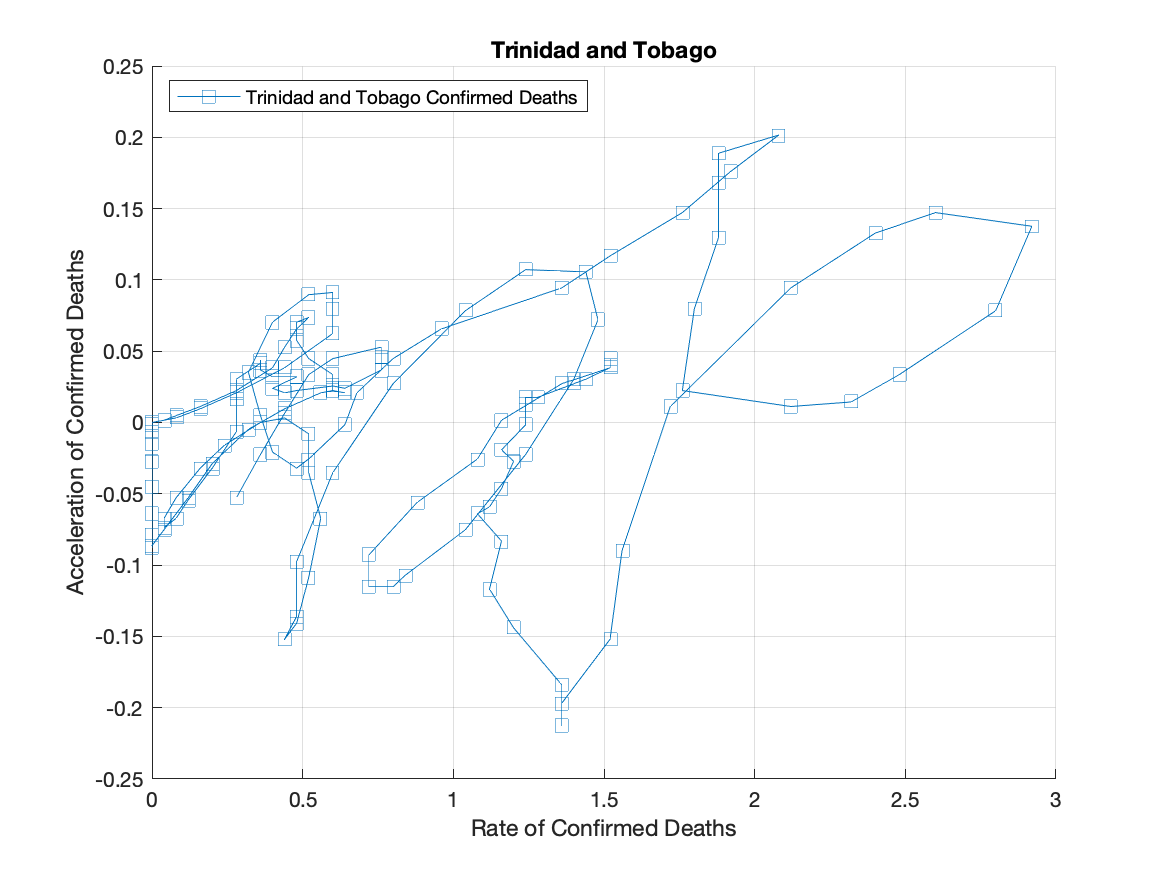 Trinidad and Tobago
Trinidad and Tobago Confirmed Deaths
0.25
0.2
0.15
0.1
0.05
0
-0.05
-0.1
-0.15
-0.2
-0.25
Acceleration of Confirmed Deaths
0 0.5 1 1.5 2 2.5 3
Rate of Confirmed Deaths